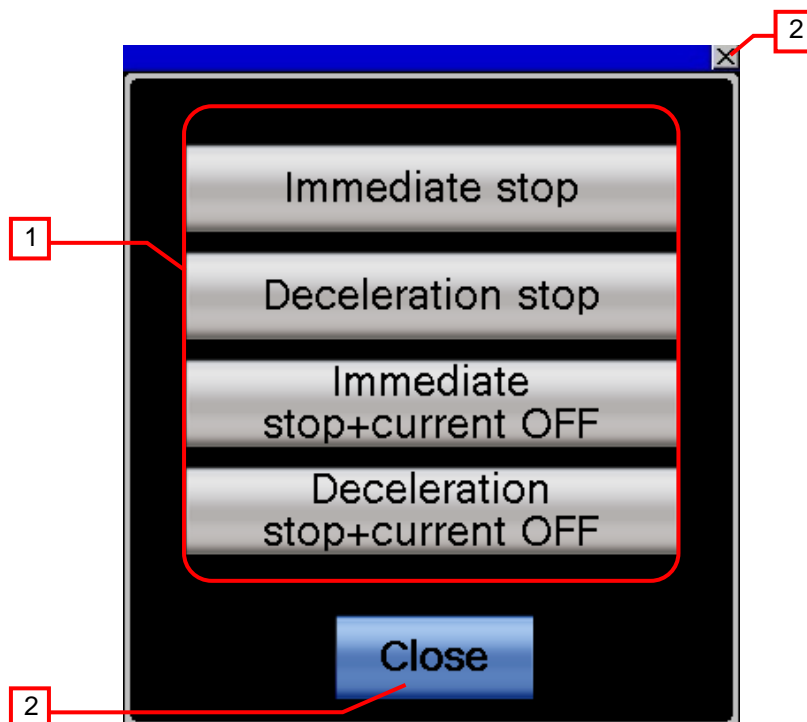 2
Immediate stop
1
Deceleration stop
Immediate
stop+current OFF
Deceleration
stop+current OFF
Close
2